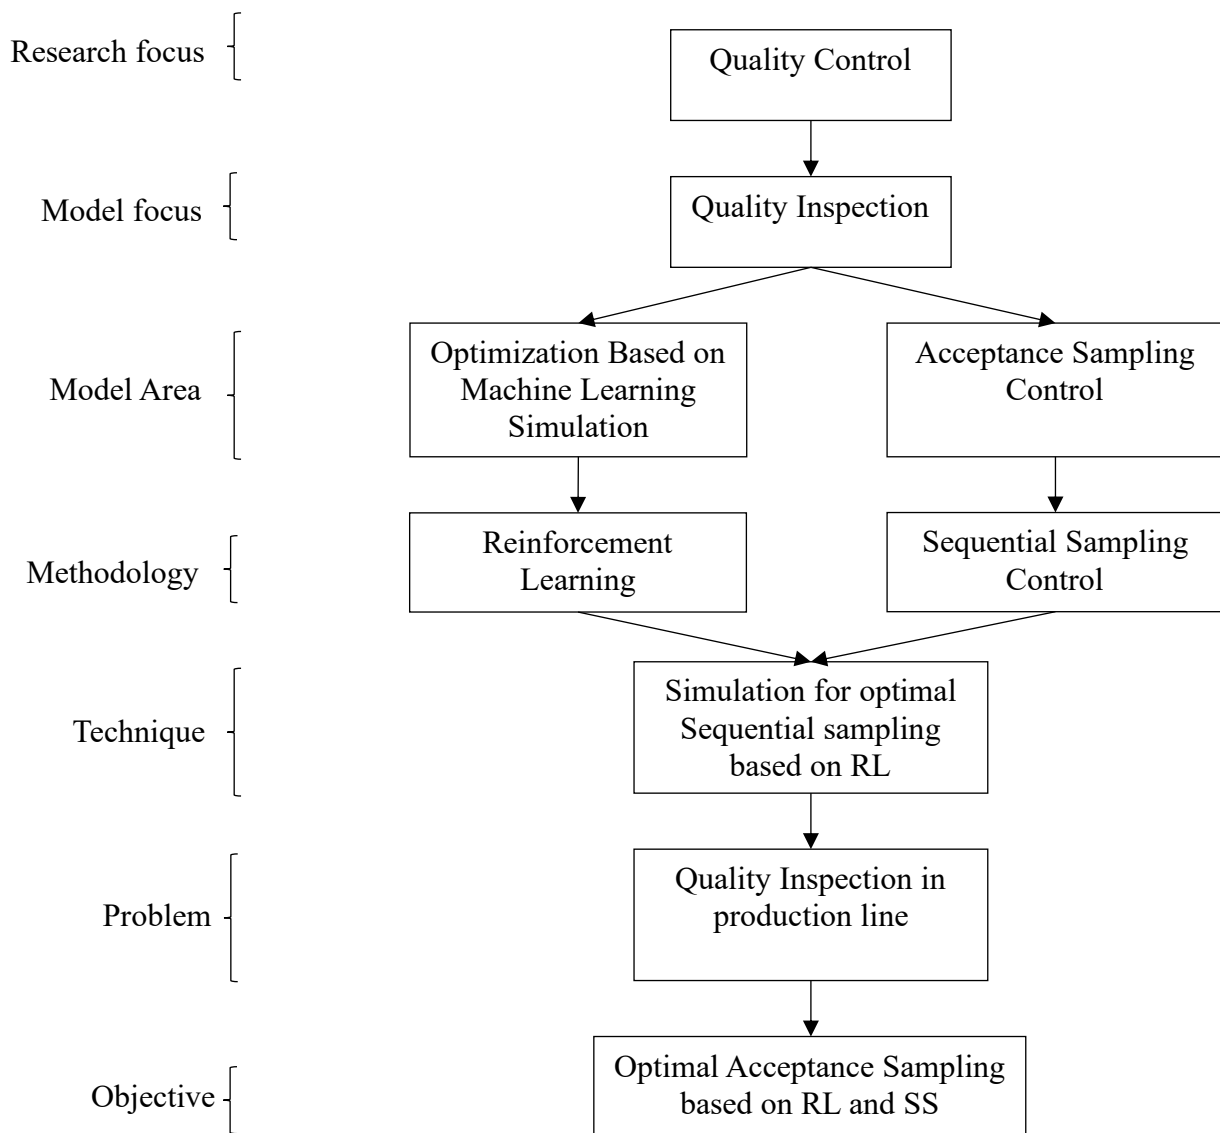 Research focus
Quality Control
Model focus
Quality Inspection
Model Area
Optimization Based on
Machine Learning
Simulation
Acceptance Sampling
Control
Methodology
Reinforcement
Learning
Sequential Sampling
Control
Technique
Simulation for optimal
Sequential sampling
based on RL
Problem
Quality Inspection in
production line
Objective
Optimal Acceptance Sampling
based on RL and SS